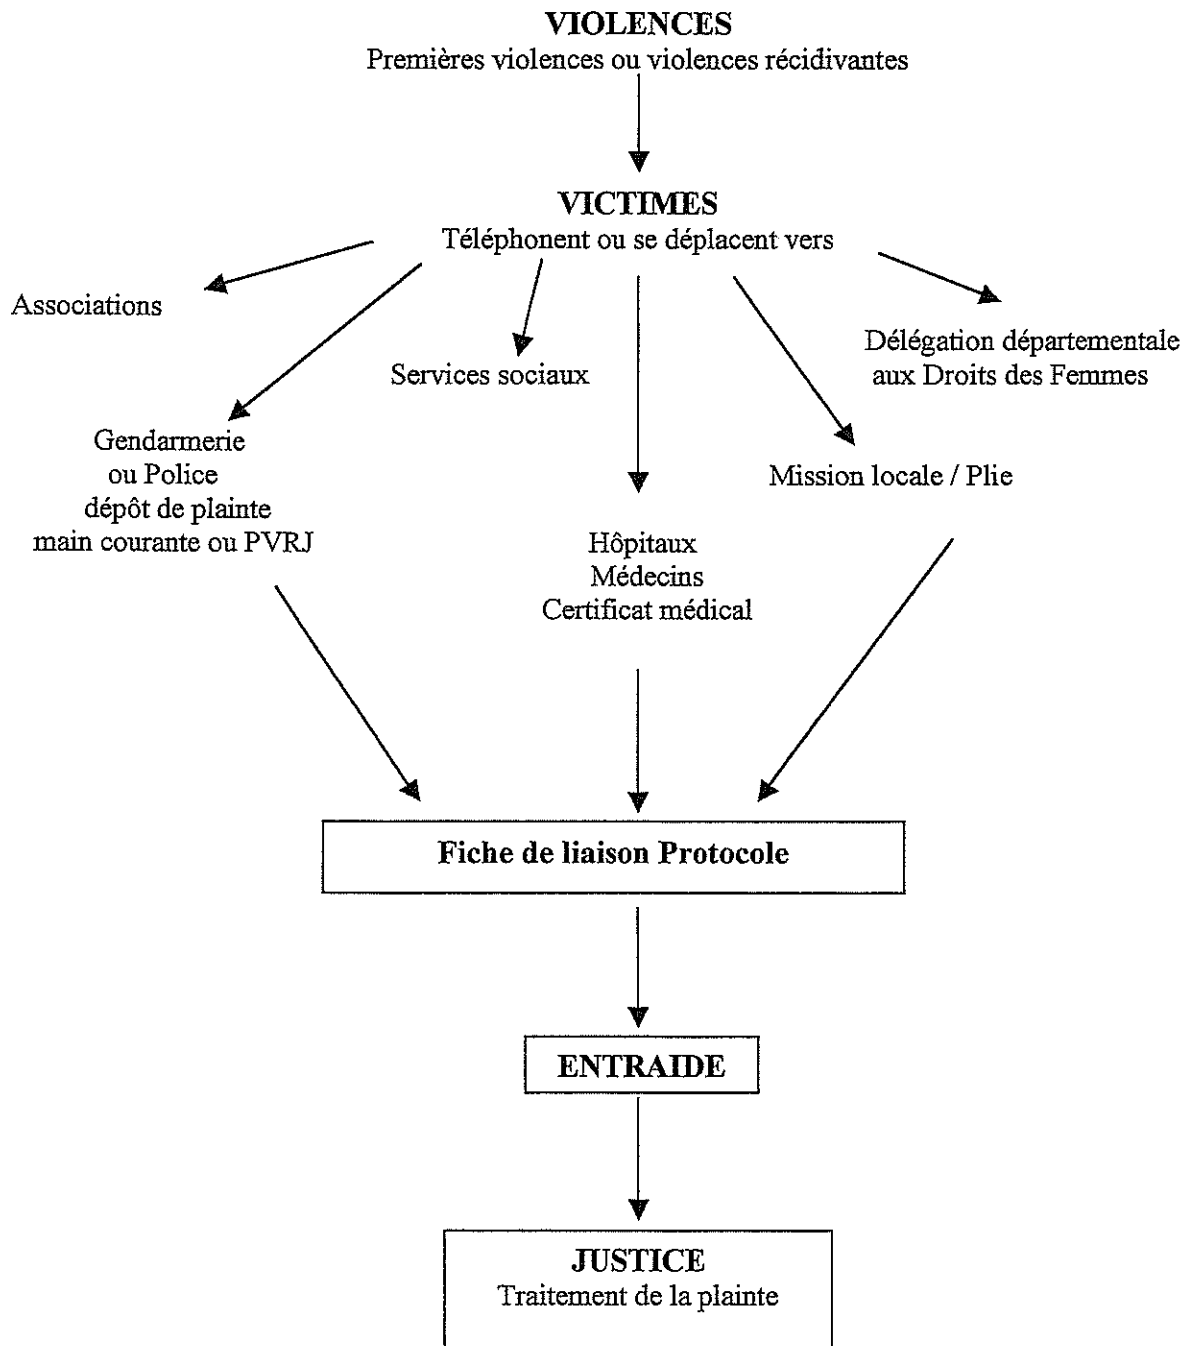 VIOLENCES
Premières violences ou violences récidivantes
VICTIMES
Téléphonent ou se déplacent vers
Associations
Services sociaux
Délégation départementale
aux Droits des Femmes
Gendarmerie
ou Police
dépôt de plainte
main courante ou PVRJ
Mission locale / Plie
Hôpitaux
Médecins
Certificat médical
Fiche de liaison Protocole
ENTRAIDE
JUSTICE
Traitement de la plainte